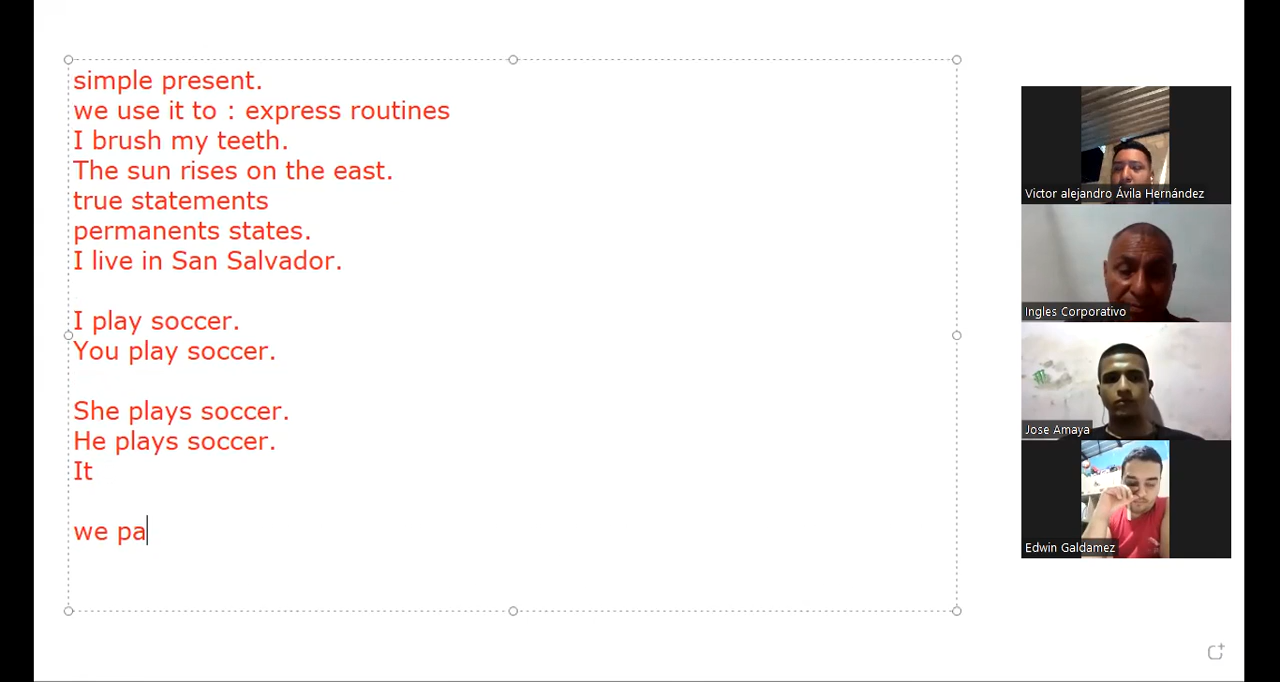 simple present.
we use it to : express routines
I brush my teeth.
The sun rises on the east.
true statements
permanents states.
I live in San Salvador.
I play soccer.
You play soccer.
She plays soccer.
He plays soccer.
It
we pa
Victor alejandro Ávila Hernández
Ingles Corporativo
Jose Amaya
Edwin Galdamez